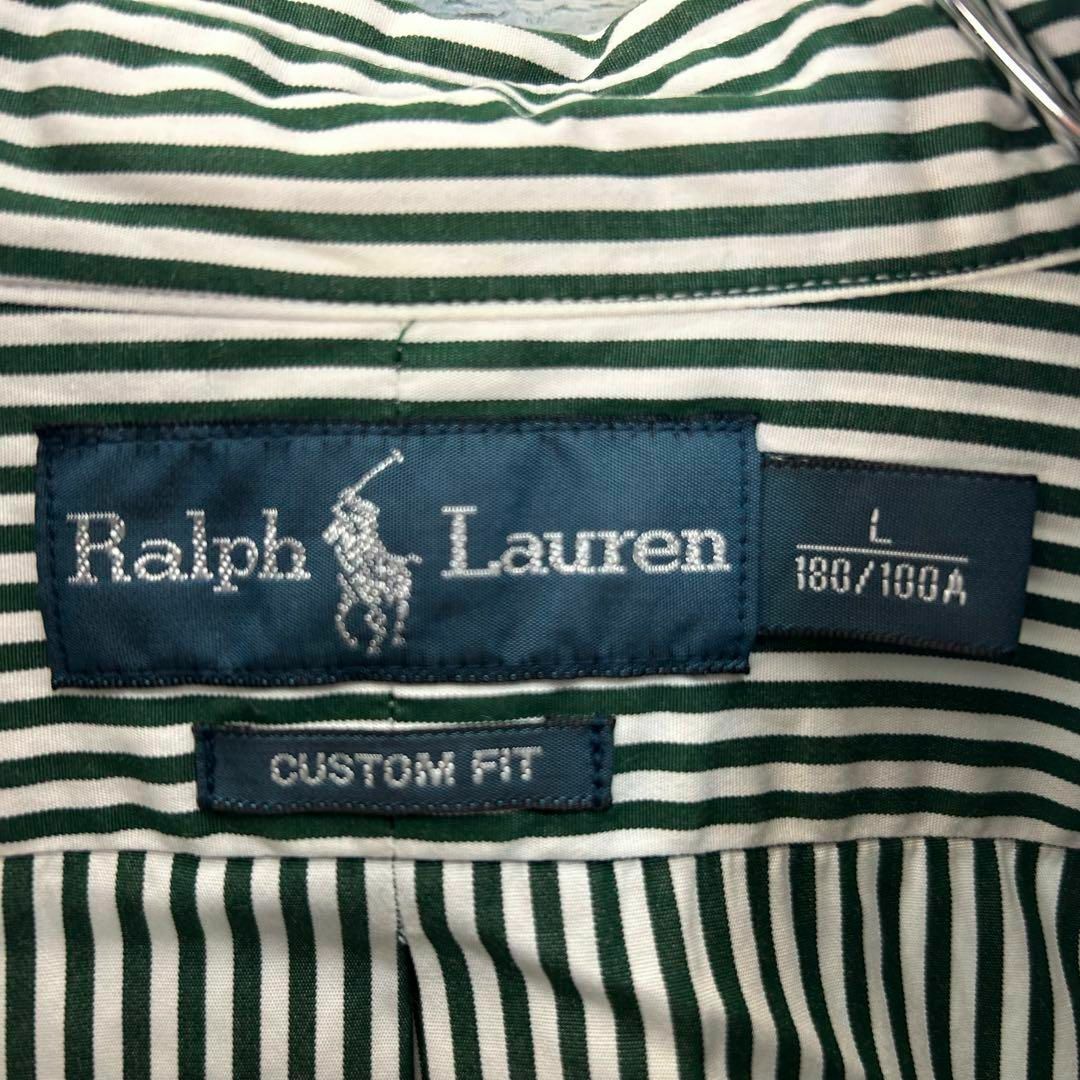 Ralph Lauren
L
180/100A
CUSTOM FIT